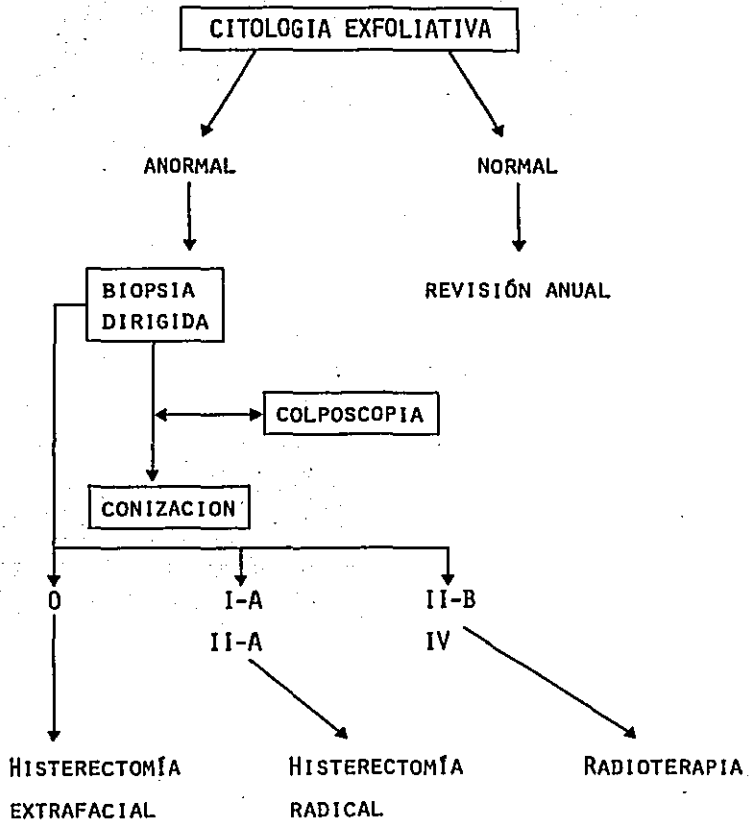 CITOLOGIA EXFOLIATIVA
ANORMAL
NORMAL
BIOPSIA
DIRIGIDA
REVISIÓN ANUAL
COLPOSCOPIA
CONIZACION
0
I-A
II-B
II-A
IV
HISTERECTOMÍA
EXTRAFACIAL
HISTERECTOMÍA
RADICAL
RADIOTERAPIA